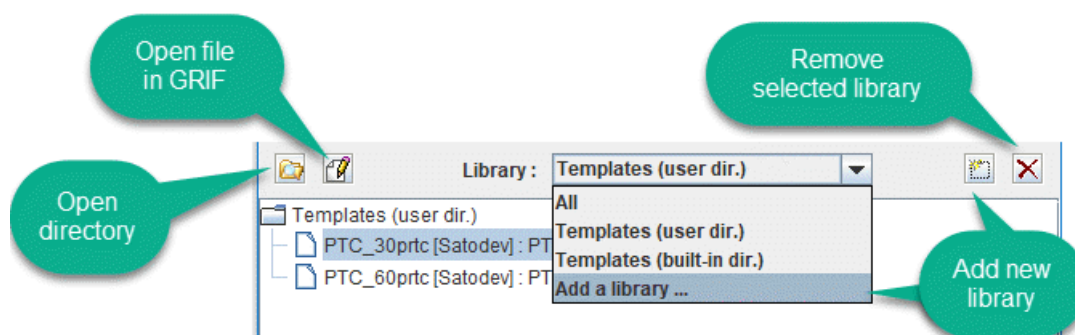 Open file
in GRIF
Remove
selected library
Library : Templates (user dir.)
All
Templates (user dir.)
Templates (built-in dir.)
Add a library ...
Templates (user dir.)
PTC_30prtc [Satodev] : PT
PTC_60prtc [Satodev] : PT
Open
directory
Add new
library